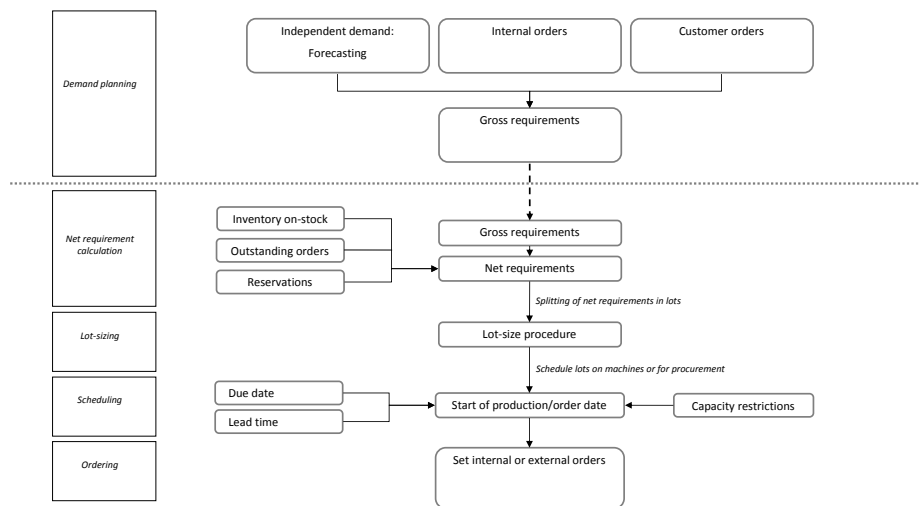 Independent demand:
Forecasting
Internal orders
Customer orders
Demand planning
Gross requirements
Inventory on-stock
Gross requirements
Net requirement
calculation
Outstanding orders
Net requirements
Reservations
Splitting of net requirements in lots
Lot-sizing
Lot-size procedure
Schedule lots on machines or for procurement
Scheduling
Due date
Start of production/order date
Capacity restrictions
Lead time
Ordering
Set internal or external orders